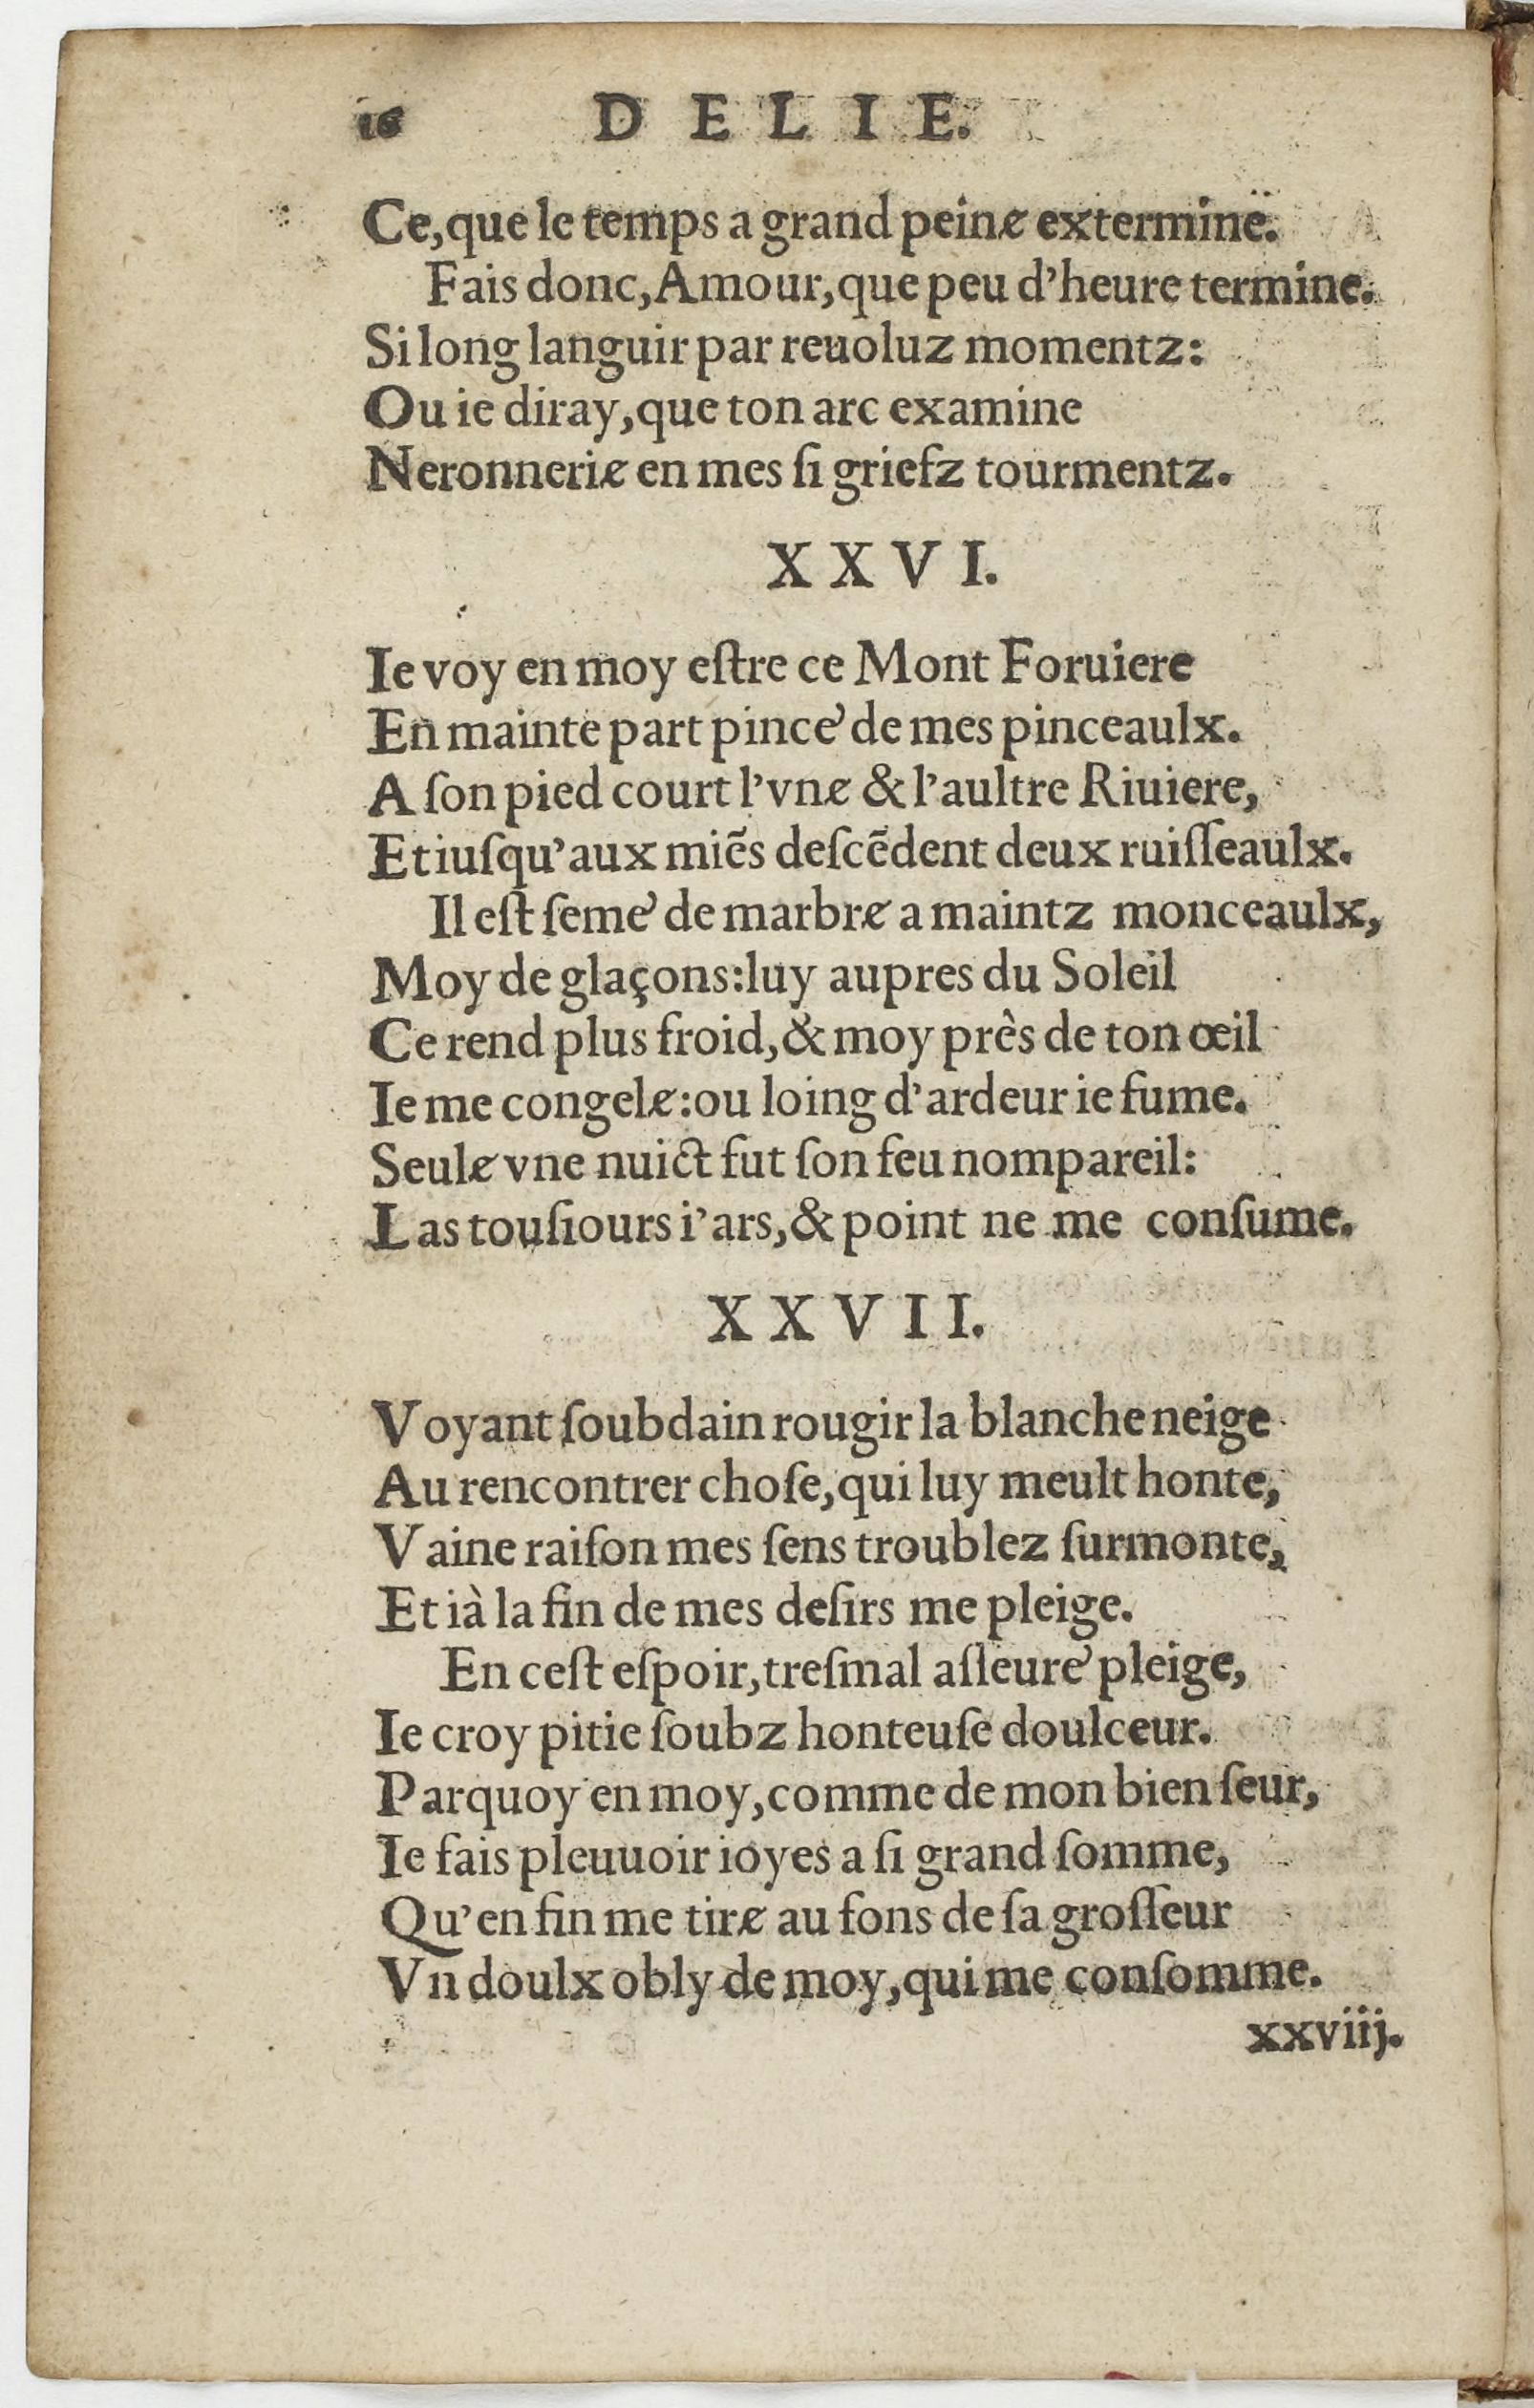 16 DELIE.
Ce, que le temps a grand peine extermine.
Fais donc, Amour, que peu d'heure termine.
Si long languir par reuoluz momentz:
Ou ie diray, que ton arc examine
Neronnerie en mes ſi griefz tourmentz.
XXVI.
Ie voy en moy eſtre ce Mont Foruiere
En mainte part pincé de mes pinceaulx.
A ſon pied court l'vne & l'aultre Riuiere,
Et iuſqu'aux miẽs deſcẽdent deux ruiſſeaulx.
Il eſt ſemé de marbre a maintz monceaulx,
Moy de glaçons: luy aupres du Soleil
Ce rend plus froid, & moy près de ton œil
Ie me congele: ou loing d'ardeur ie fume.
Seule vne nuict fut ſon feu nompareil:
Las touſiours i'ars, & point ne me conſume.
XXVII.
Voyant ſoubdain rougir la blanche neige
Au rencontrer choſe, qui luy meult honte,
Vaine raiſon mes ſens troublez ſurmonte,
Et ià la fin de mes deſirs me pleige.
En ceſt eſpoir, treſmal aſſeuré pleige,
Ie croy pitie ſoubz honteuſe doulceur.
Parquoy en moy, comme de mon bien ſeur,
Ie fais pleuuoir ioyes a ſi grand ſomme,
Qu'en fin me tire au fons de ſa groſſeur
Vn doulx obly de moy, qui me conſomme.
xxviij.